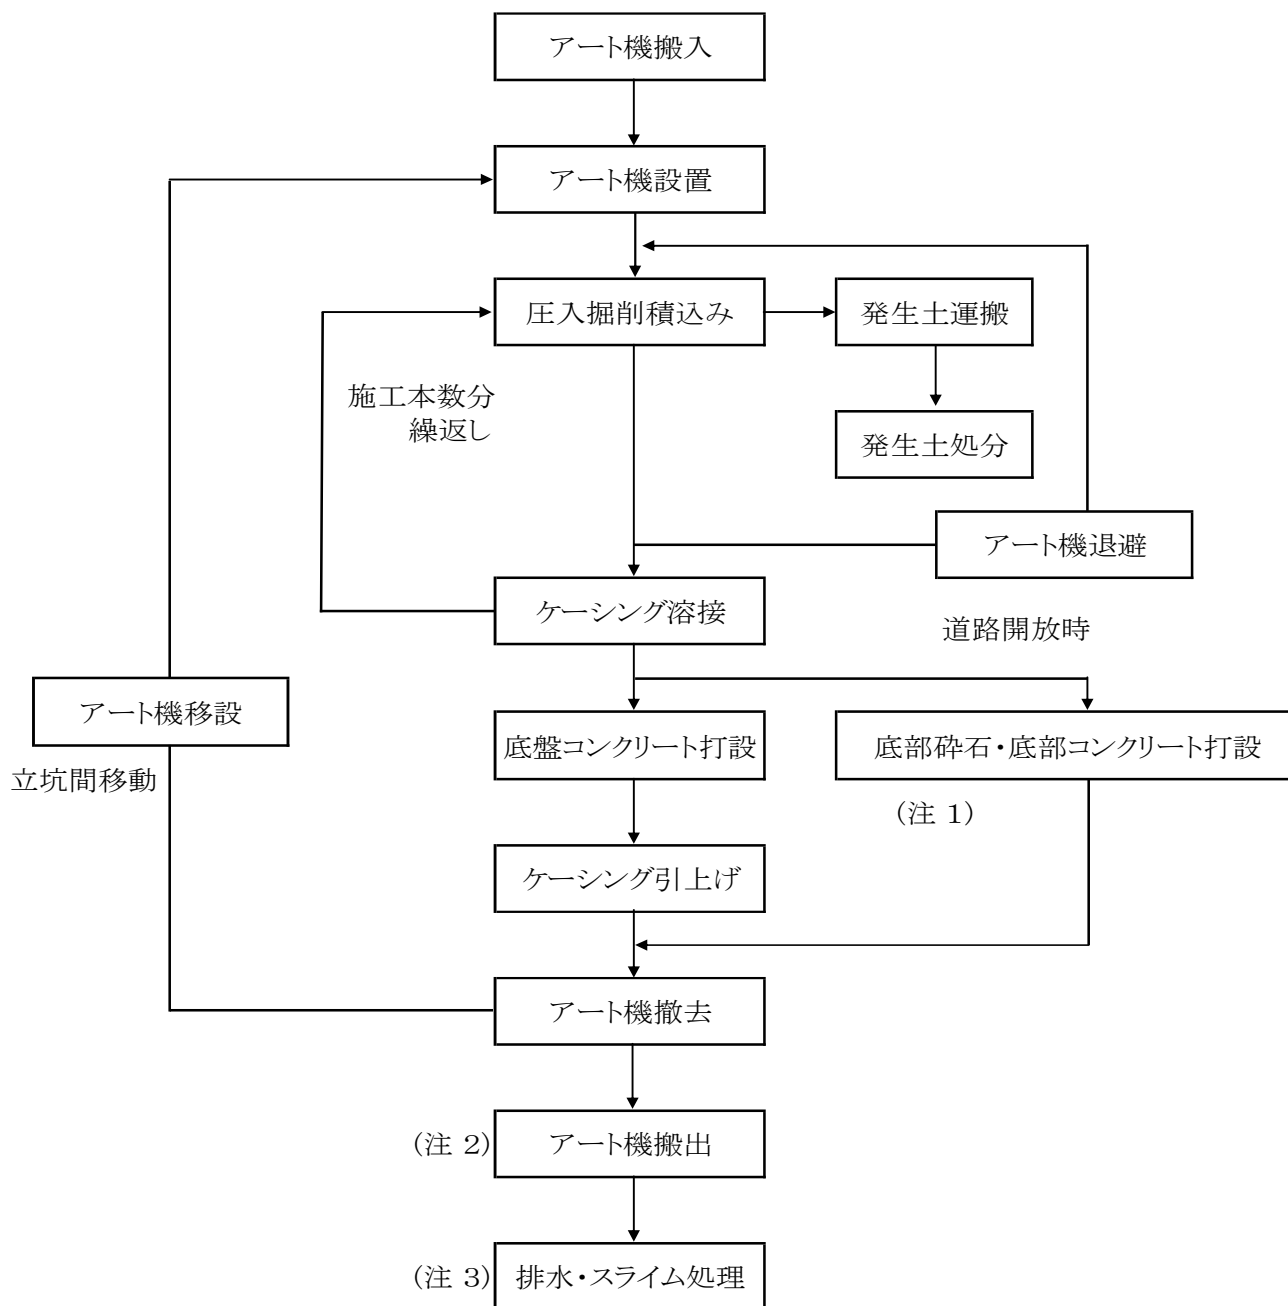 アート機搬入
アート機設置
圧入掘削積込み
発生土運搬
施工本数分
繰返し
発生土処分
アート機退避
ケーシング溶接
道路開放時
アート機移設
底盤コンクリート打設
底部砕石・底部コンクリート打設
立坑間移動
（注 1）
ケーシング引上げ
アート機撤去
（注 2）
アート機搬出
（注 3）
排水・スライム処理